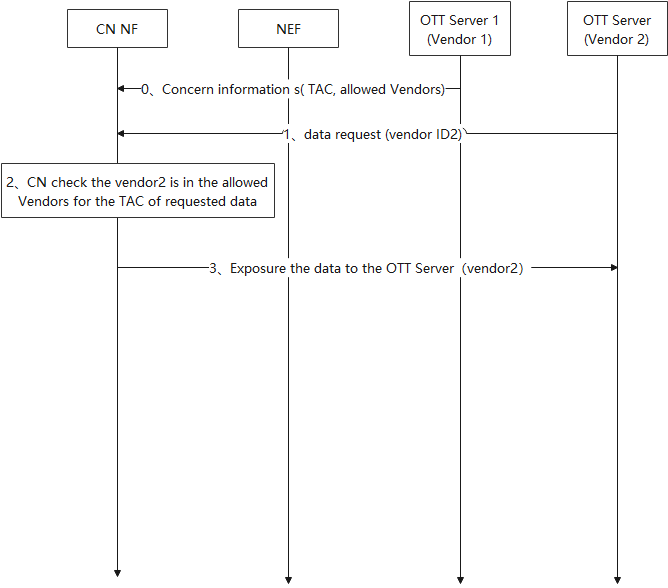 CN NF
NEF
OTT Server 1
(Vendor 1)
OTT Server
(Vendor 2)
0、Concern information s( TAC, allowed Vendors)
1、data request (vendor ID2)
2、CN check the vendor2 is in the allowed
Vendors for the TAC of requested data
3、Exposure the data to the OTT Server（vendor2）